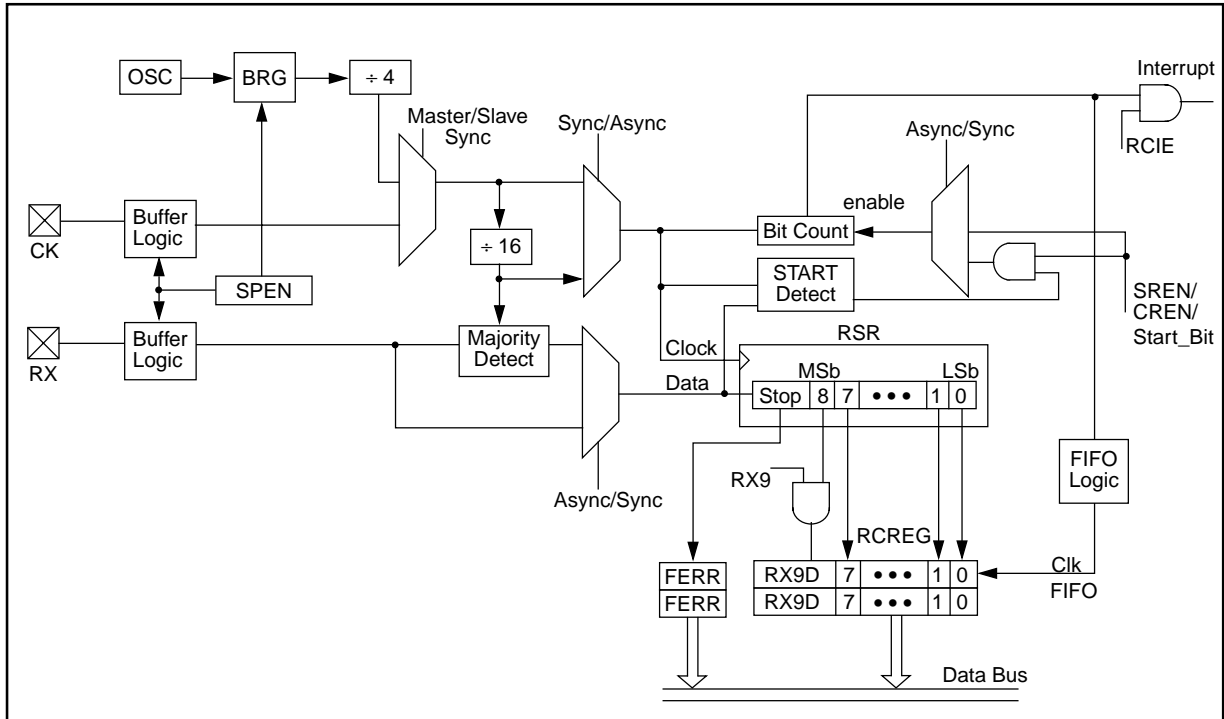 OSC
BRG
÷ 4
Interrupt
Master/Slave
Sync
Sync/Async
Async/Sync
RCIE
enable
CK
Buffer
Logic
÷ 16
Bit Count
SPEN
START
Detect
SREN/
CREN/
Start_Bit
RX
Buffer
Logic
Majority
Detect
Clock
RSR
Data
MSb
LSb
Stop 8 7 ••• 1 0
Async/Sync
RX9
FIFO
Logic
RCREG
Clk
FIFO
FERR
RX9D 7 ••• 1 0
FERR
RX9D 7 ••• 1 0
Data Bus